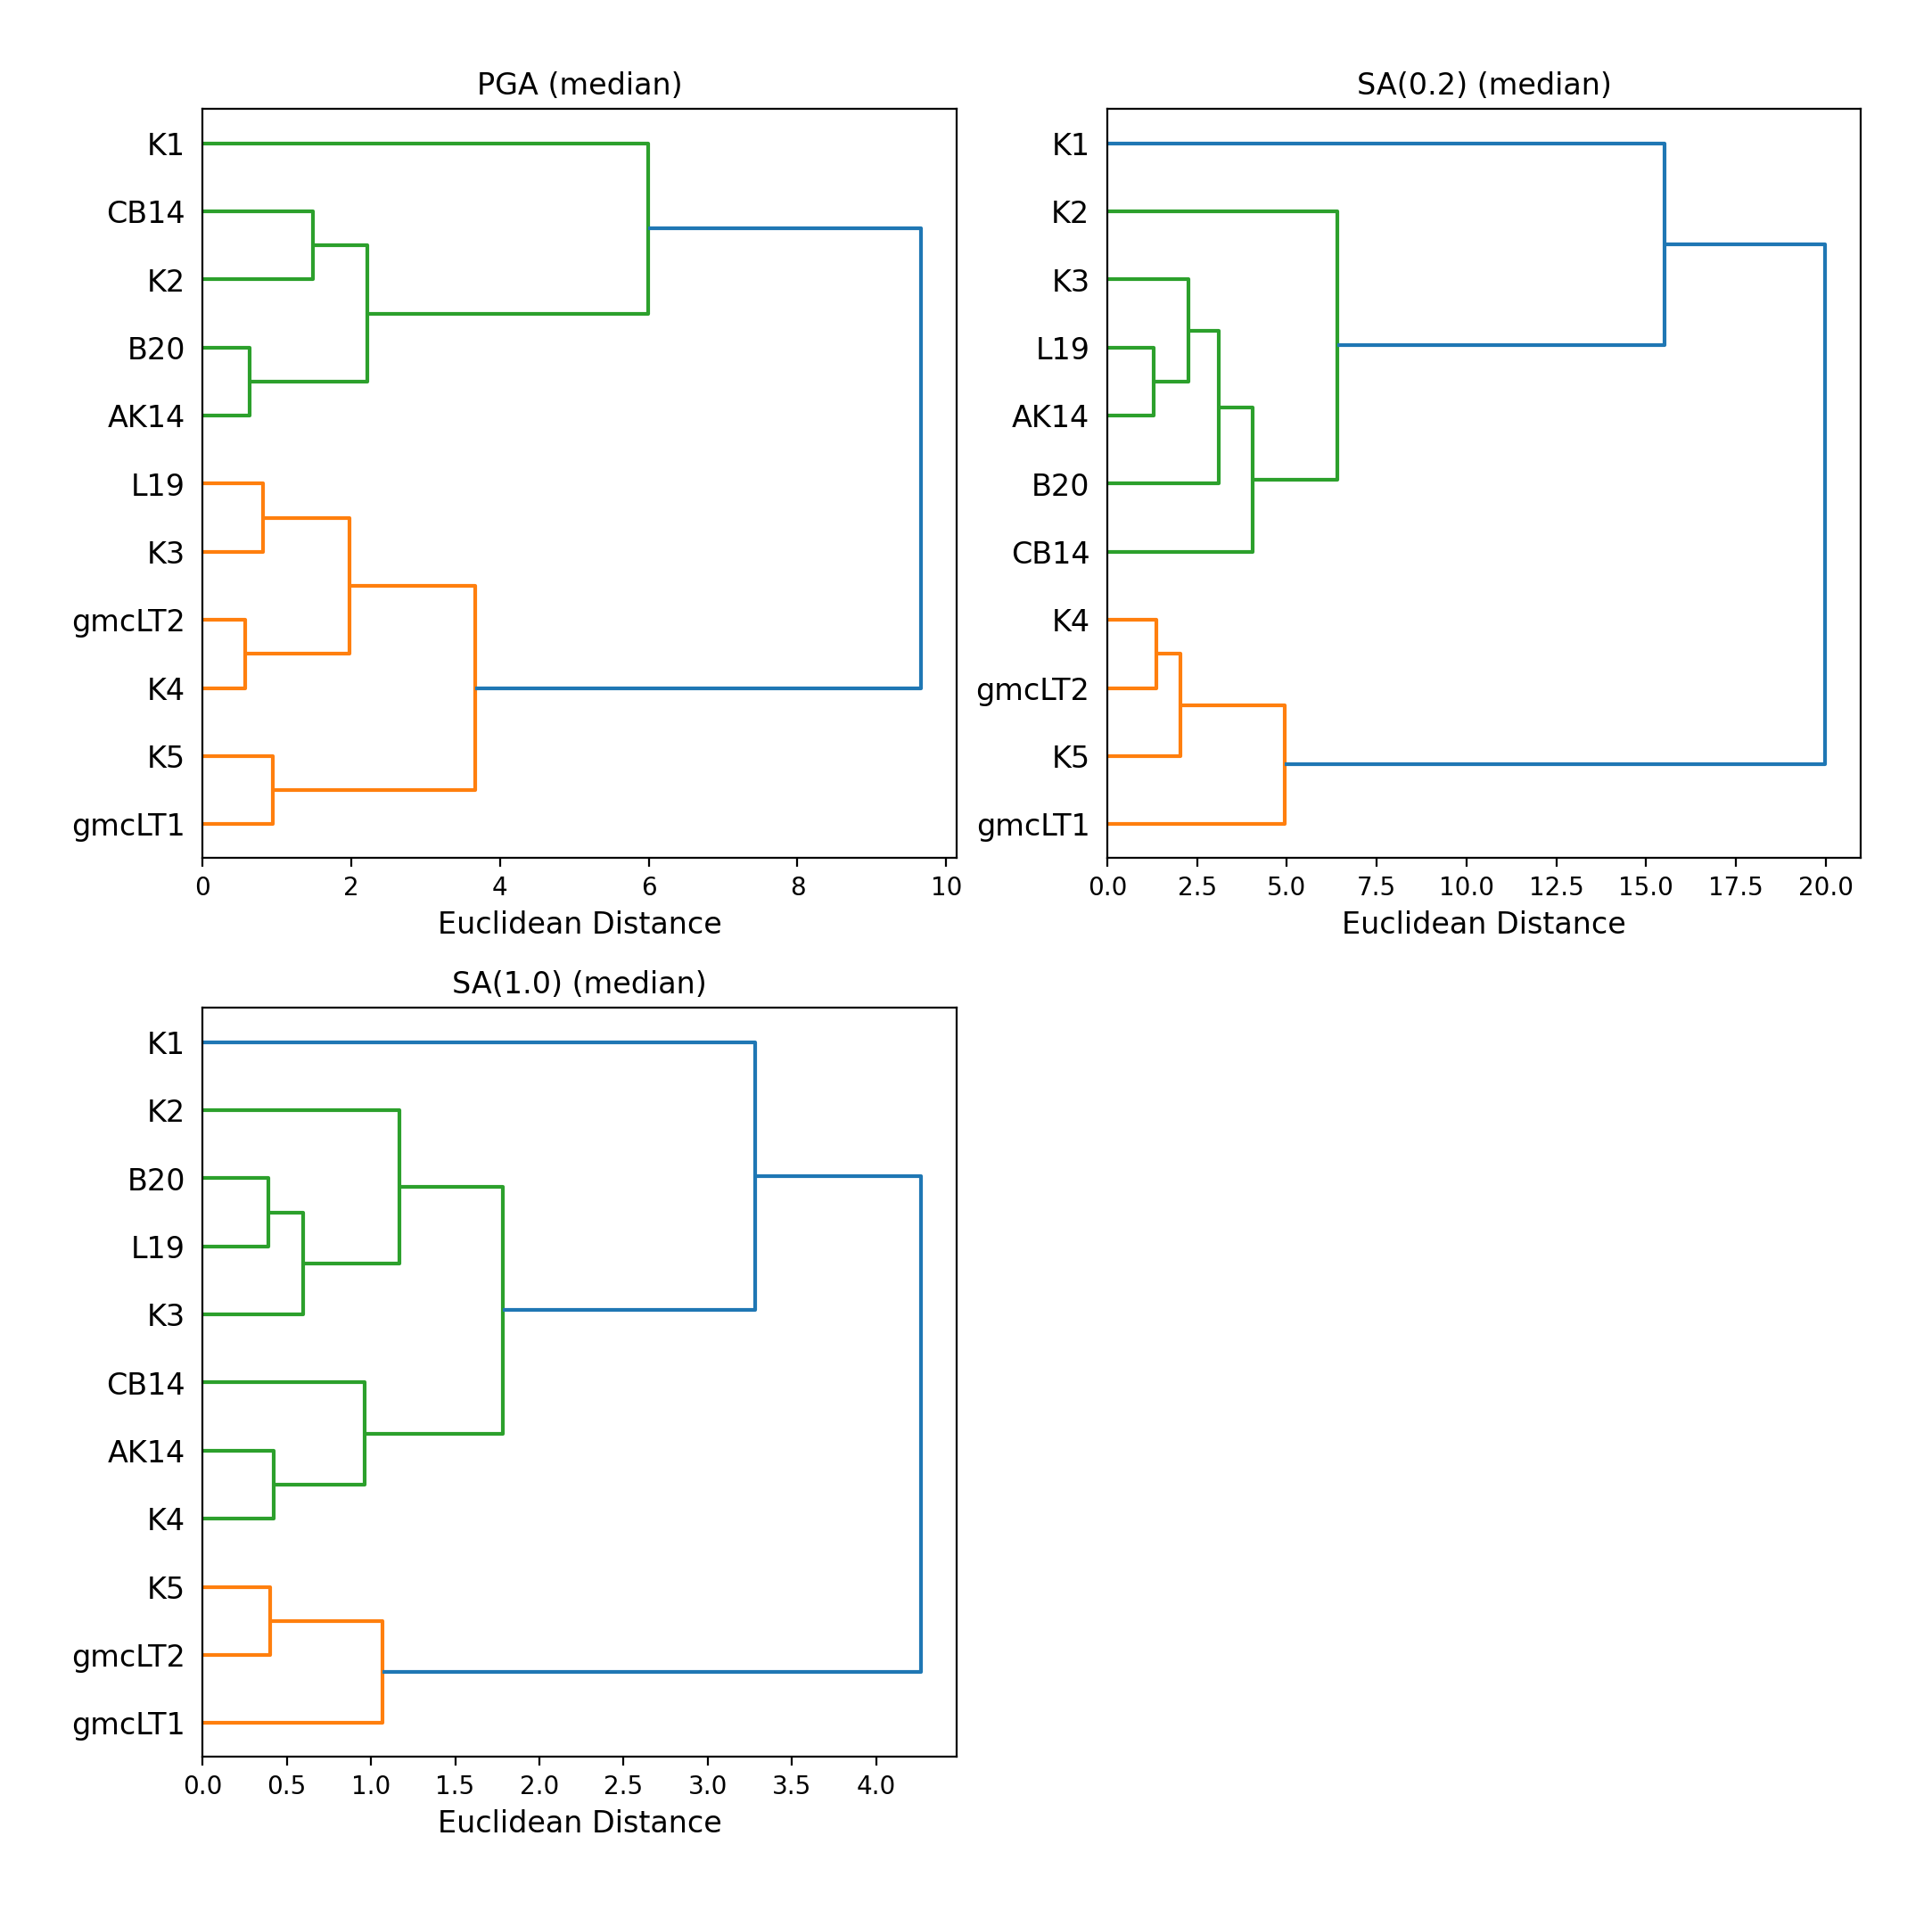 PGA (median)
K1
CB14
K2
B20
AK14
L19
K3
gmcLT2
K4
K5
gmcLT1
0 2 4 6 8 10
Euclidean Distance
SA(0.2) (median)
K1
K2
K3
L19
AK14
B20
CB14
K4
gmcLT2
K5
gmcLT1
0.0 2.5 5.0 7.5 10.0 12.5 15.0 17.5 20.0
Euclidean Distance
SA(1.0) (median)
K1
K2
B20
L19
K3
CB14
AK14
K4
K5
gmcLT2
gmcLT1
0.0 0.5 1.0 1.5 2.0 2.5 3.0 3.5 4.0
Euclidean Distance